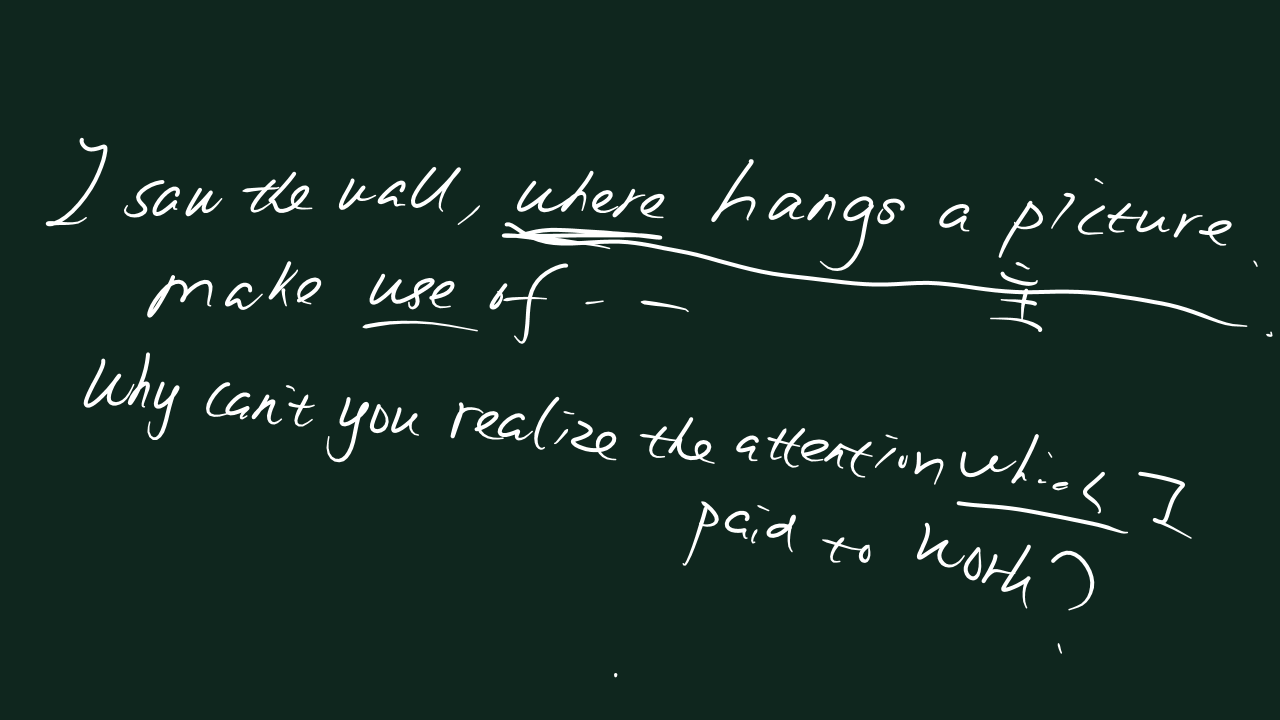 I saw the wall, where hangs a picture.
主
make use of - -
Why can't you realize the attention which I
paid to work?